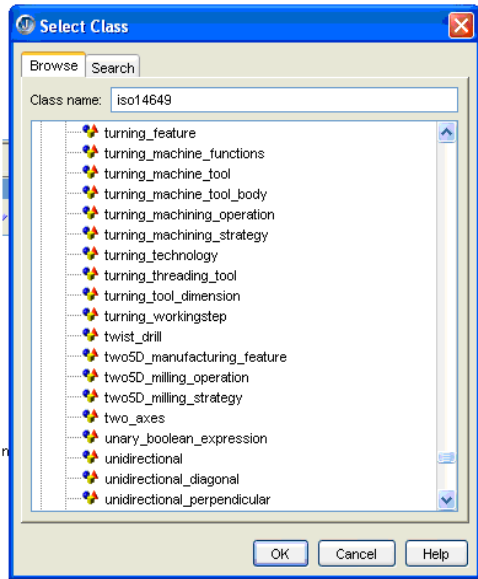 Select Class
Browse Search
Class name: iso14649
turning_feature
turning_machine_functions
turning_machine_tool
turning_machine_tool_body
turning_machining_operation
turning_machining_strategy
turning_technology
turning_threading_tool
turning_tool_dimension
turning_workingstep
twist_drill
two5D_manufacturing_feature
two5D_milling_operation
two5D_milling_strategy
two_axes
unary_boolean_expression
unidirectional
unidirectional_diagonal
unidirectional_perpendicular
OK Cancel Help